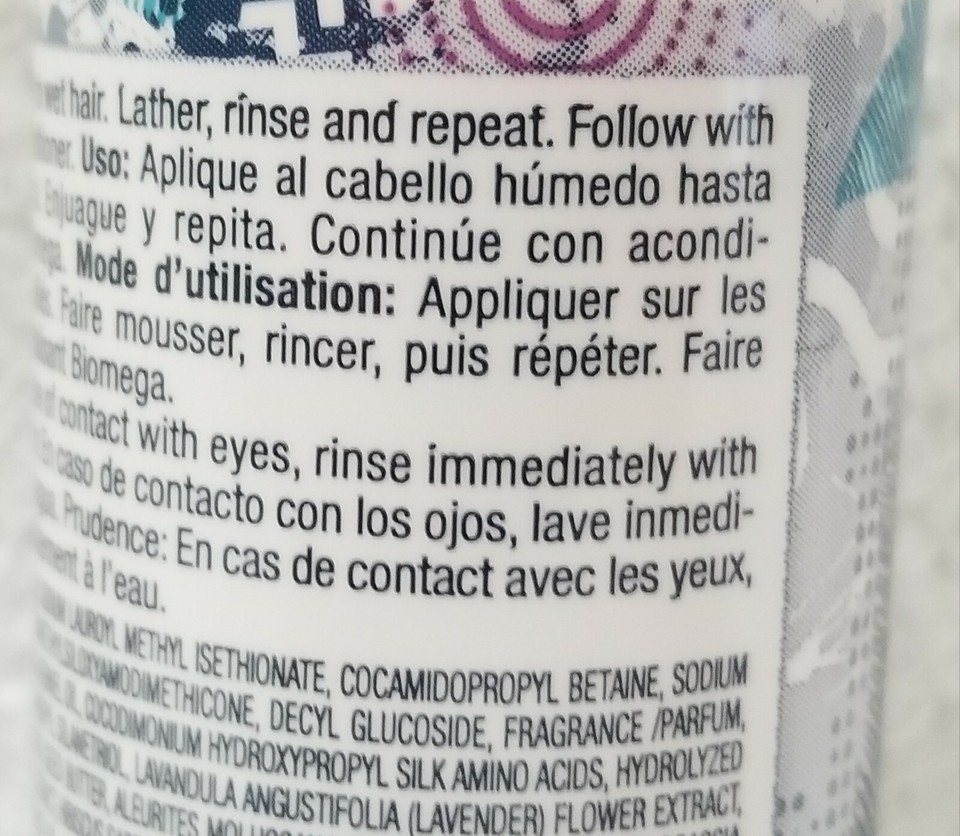 wet hair. Lather, rinse and repeat. Follow with
Uso: Aplique al cabello húmedo hasta
Enjuague y repita. Continúe con acondi-
Mode d'utilisation: Appliquer sur les
Faire mousser, rincer, puis répéter. Faire
Biomega.
contact with eyes, rinse immediately with
caso de contacto con los ojos, lave inmedi-
Prudence: En cas de contact avec les yeux,
à l'eau.
LAUROYL METHYL ISETHIONATE, COCAMIDOPROPYL BETAINE, SODIUM
DECYL GLUCOSIDE, FRAGRANCE /PARFUM,
COCODIMONIUM HYDROXYPROPYL SILK AMINO ACIDS, HYDROLYZED
LAVANDULA ANGUSTIFOLIA (LAVENDER) FLOWER EXTRACT,
ALEURITES